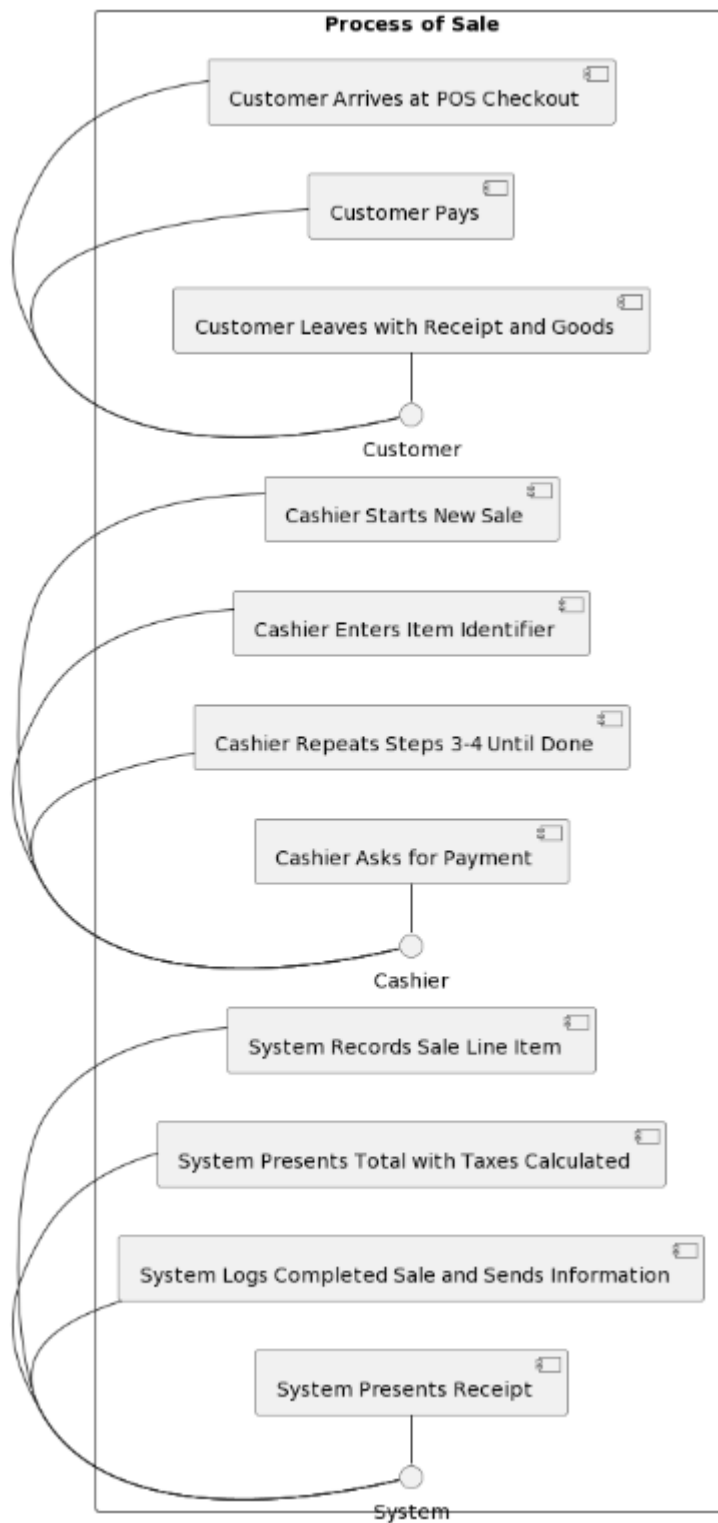 Process of Sale
Customer Arrives at POS Checkout
Customer Pays
Customer Leaves with Receipt and Goods
Customer
Cashier Starts New Sale
Cashier Enters Item Identifier
Cashier Repeats Steps 3-4 Until Done
Cashier Asks for Payment
Cashier
System Records Sale Line Item
System Presents Total with Taxes Calculated
System Logs Completed Sale and Sends Information
System Presents Receipt
System